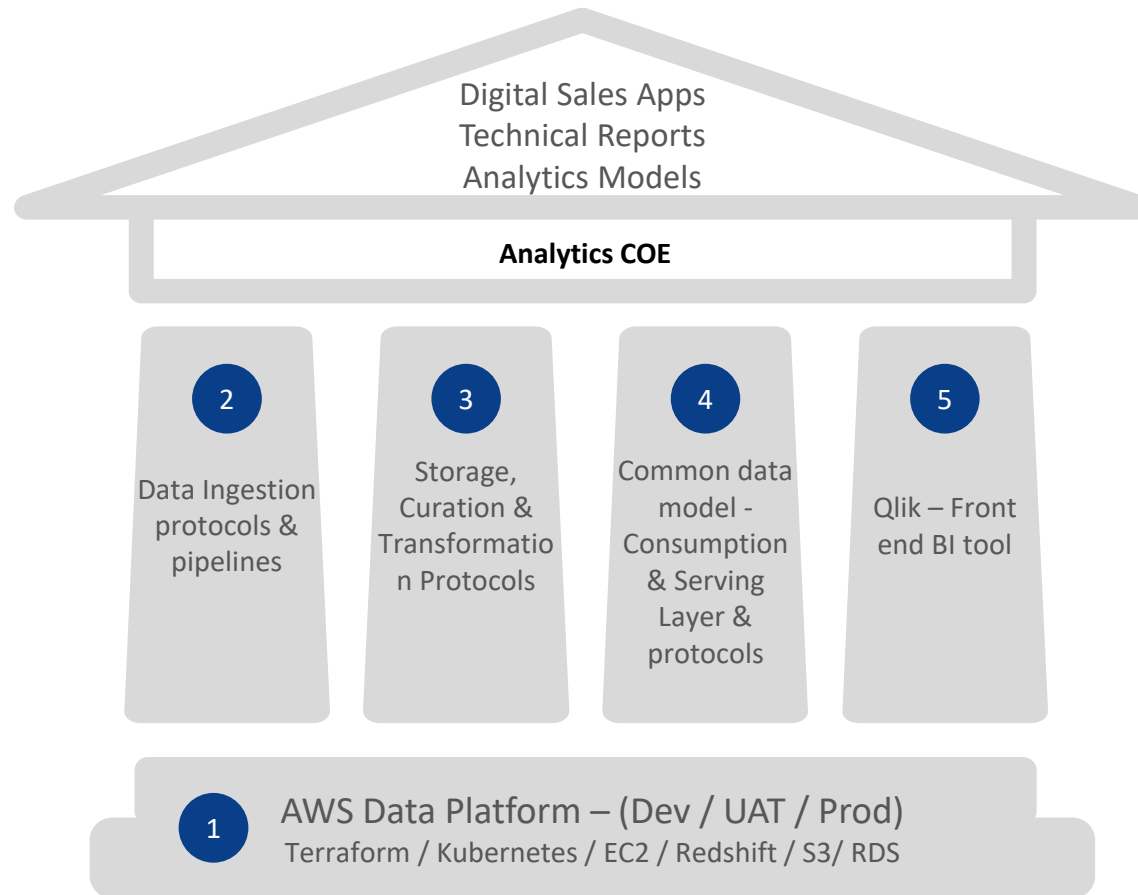 Digital Sales Apps
Technical Reports
Analytics Models
Analytics COE
2
Data Ingestion
protocols &
pipelines
3
Storage,
Curation &
Transformatio
n Protocols
4
Common data
model -
Consumption
& Serving
Layer &
protocols
5
Qlik – Front
end BI tool
1
AWS Data Platform – (Dev / UAT / Prod)
Terraform / Kubernetes / EC2 / Redshift / S3/ RDS